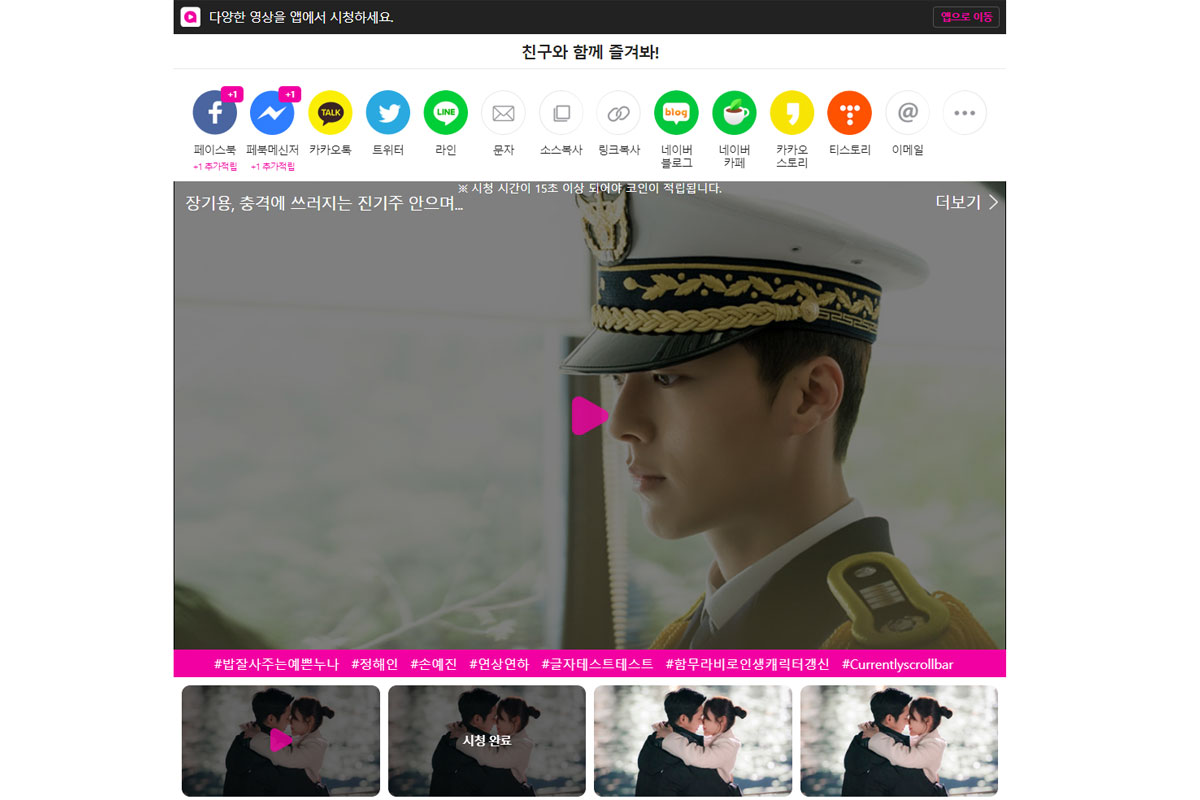 다양한 영상을 앱에서 시청하세요.
앱으로 이동
친구와 함께 즐겨봐!
+1
+1
TALK
LINE
blog
@
페이스북
페북메신저
카카오톡
트위터
라인
문자
소스복사
링크복사
네이버
블로그
네이버
카페
카카오
스토리
티스토리
이메일
+1 추가적립
+1 추가적립
※ 시청 시간이 15초 이상 되어야 코인이 적립됩니다.
장기용, 충격에 쓰러지는 진기주 안으며...
더보기
#밥잘사주는예쁜누나 #정해인 #손예진 #연상연하 #글자테스트테스트 #함무라비로인생캐릭터갱신 #Currentlyscrollbar
시청 완료